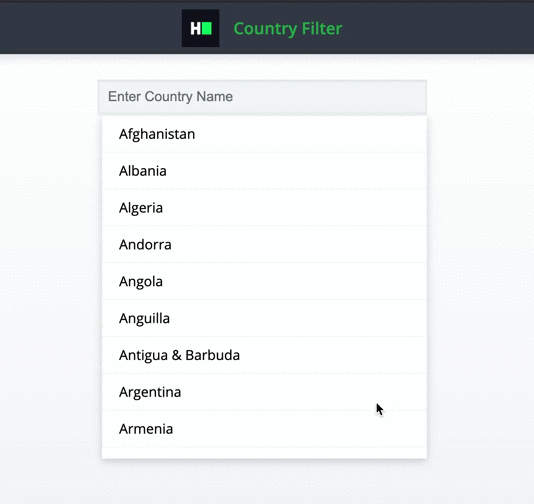 H
Country Filter
Enter Country Name
Afghanistan
Albania
Algeria
Andorra
Angola
Anguilla
Antigua & Barbuda
Argentina
Armenia